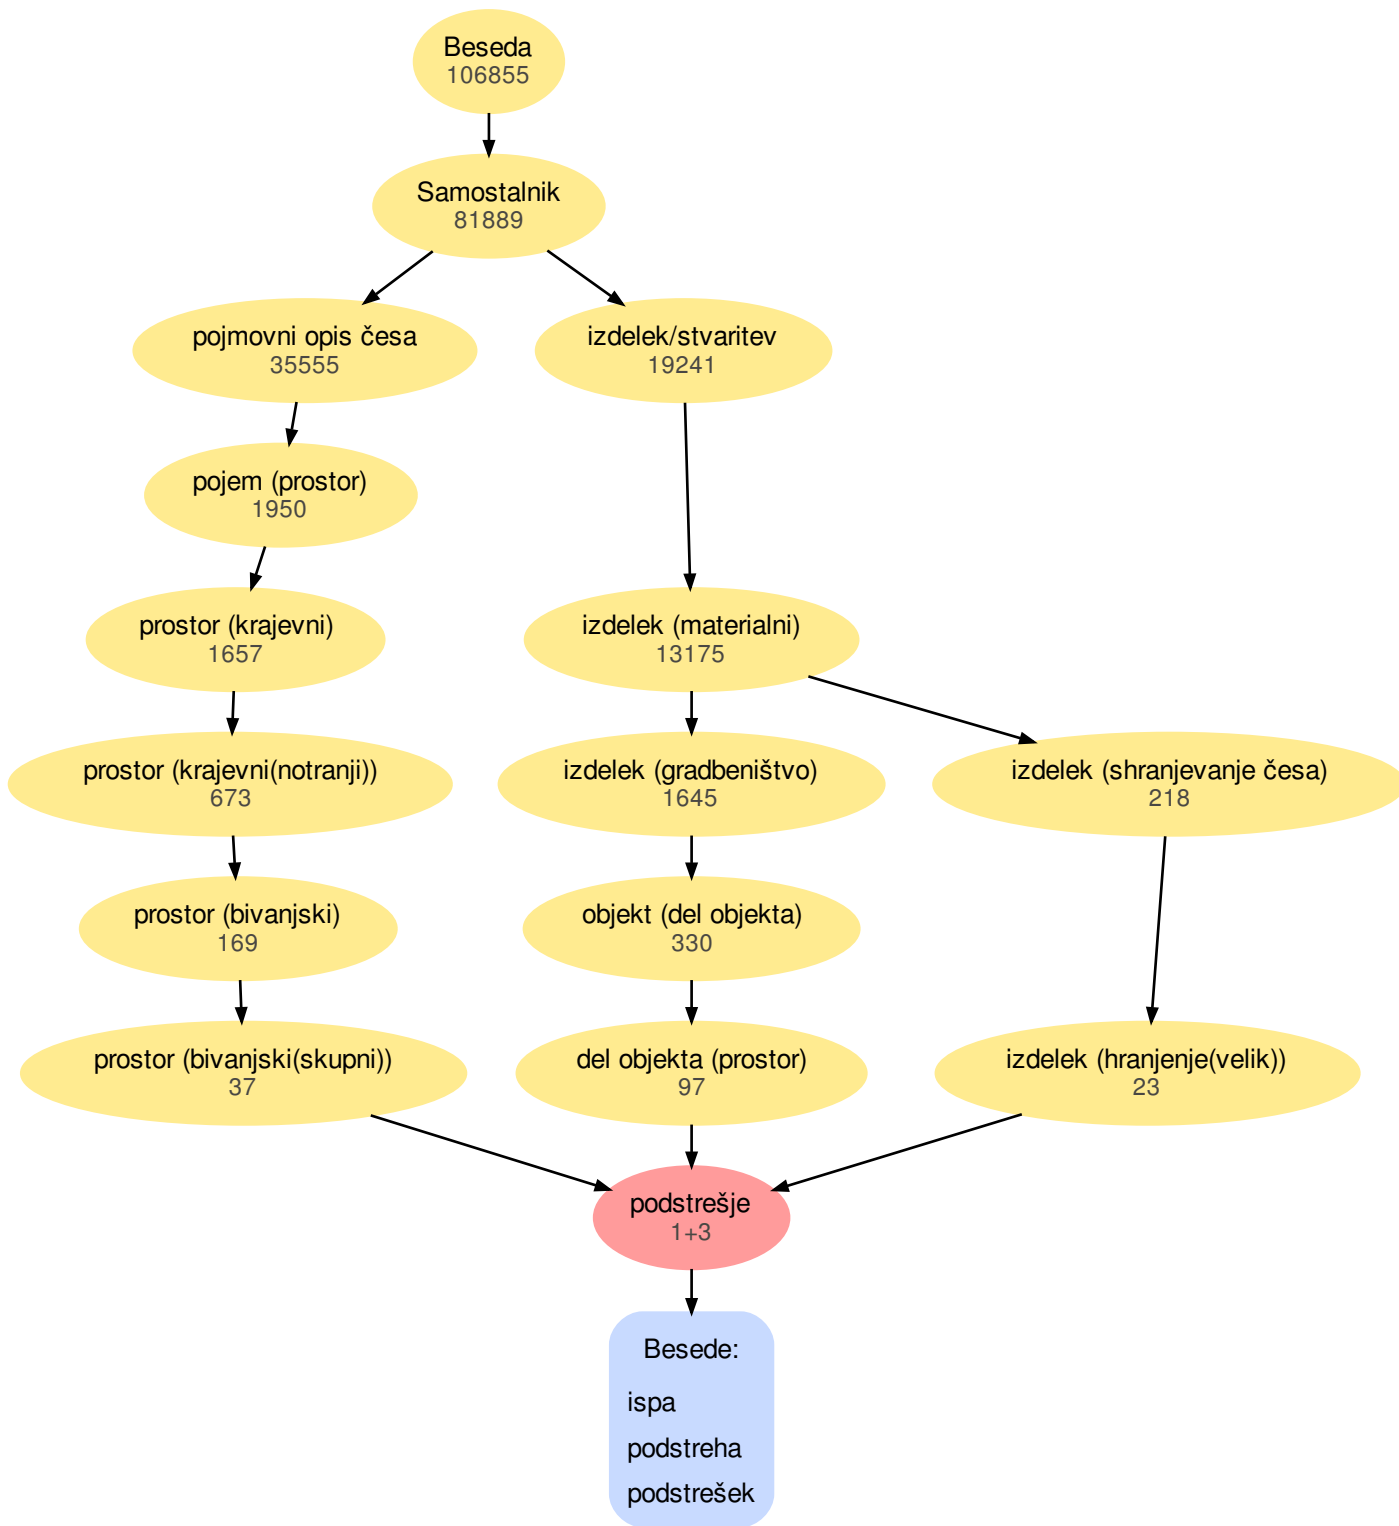 Beseda
106855
Samostalnik
81889
pojmovni opis česa
35555
izdelek/stvaritev
19241
pojem (prostor)
1950
prostor (krajevni)
1657
izdelek (materialni)
13175
prostor (krajevni(notranji))
673
izdelek (gradbeništvo)
1645
izdelek (shranjevanje česa)
218
prostor (bivanjski)
169
objekt (del objekta)
330
prostor (bivanjski(skupni))
37
del objekta (prostor)
97
izdelek (hranjenje(velik))
23
podstrešje
1+3
Besede:
ispa
podstreha
podstrešek